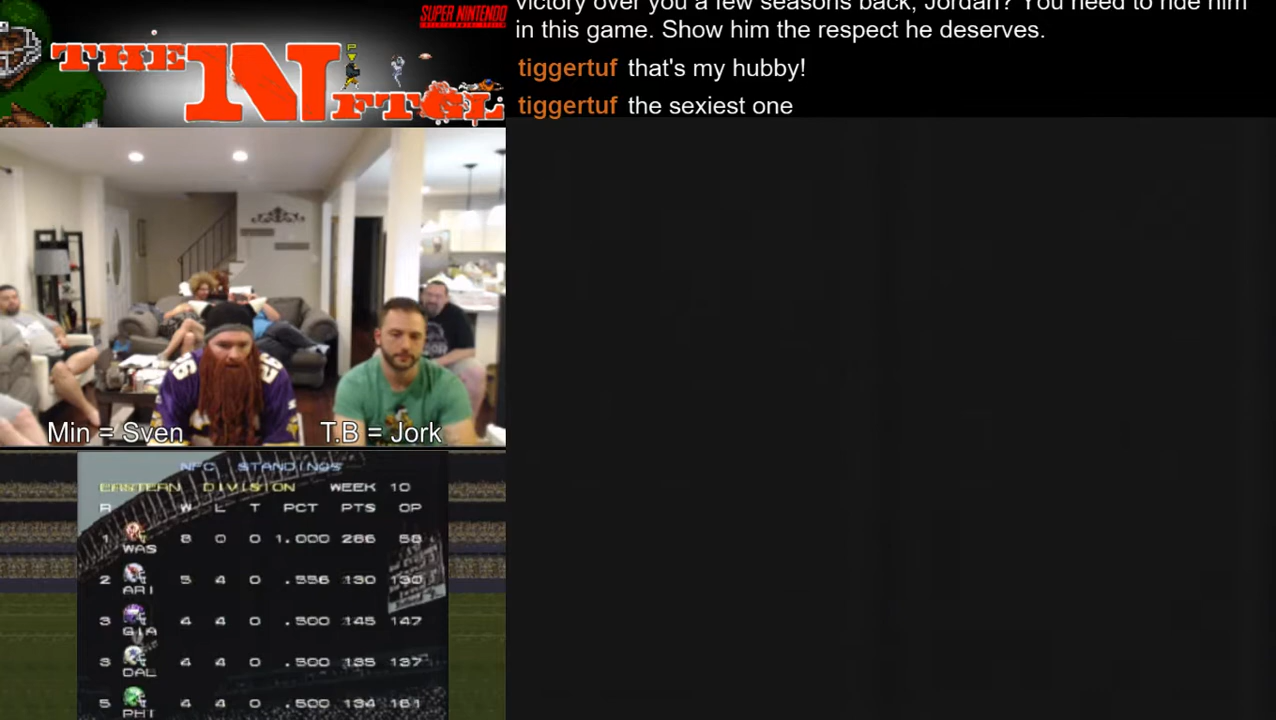 SUPER NINTENDO
THE NFTSL
victory over you a few seasons back, Jordan? You need to ride him
in this game. Show him the respect he deserves.
tiggertuf that's my hubby!
tiggertuf the sexiest one
26
Min = Sven
T.B = Jork
NFC STANDINGS
EASTERN DIVISION WEEK 10
R W L T PCT PTS OP
1 WAS 8 0 0 1.000 286 58
2 ARI 5 4 0 .556 130 130
3 GIA 4 4 0 .500 145 147
3 DAL 4 4 0 .500 135 137
5 PHI 4 4 0 .500 134 161